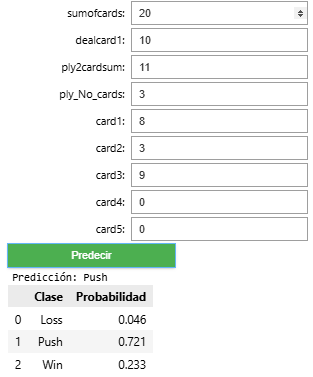 sumofcards: 20
dealcard1: 10
ply2cardsum: 11
ply_No_cards: 3
card1: 8
card2: 3
card3: 9
card4: 0
card5: 0
Predecir
Predicción: Push
Clase Probabilidad
0 Loss 0.046
1 Push 0.721
2 Win 0.233